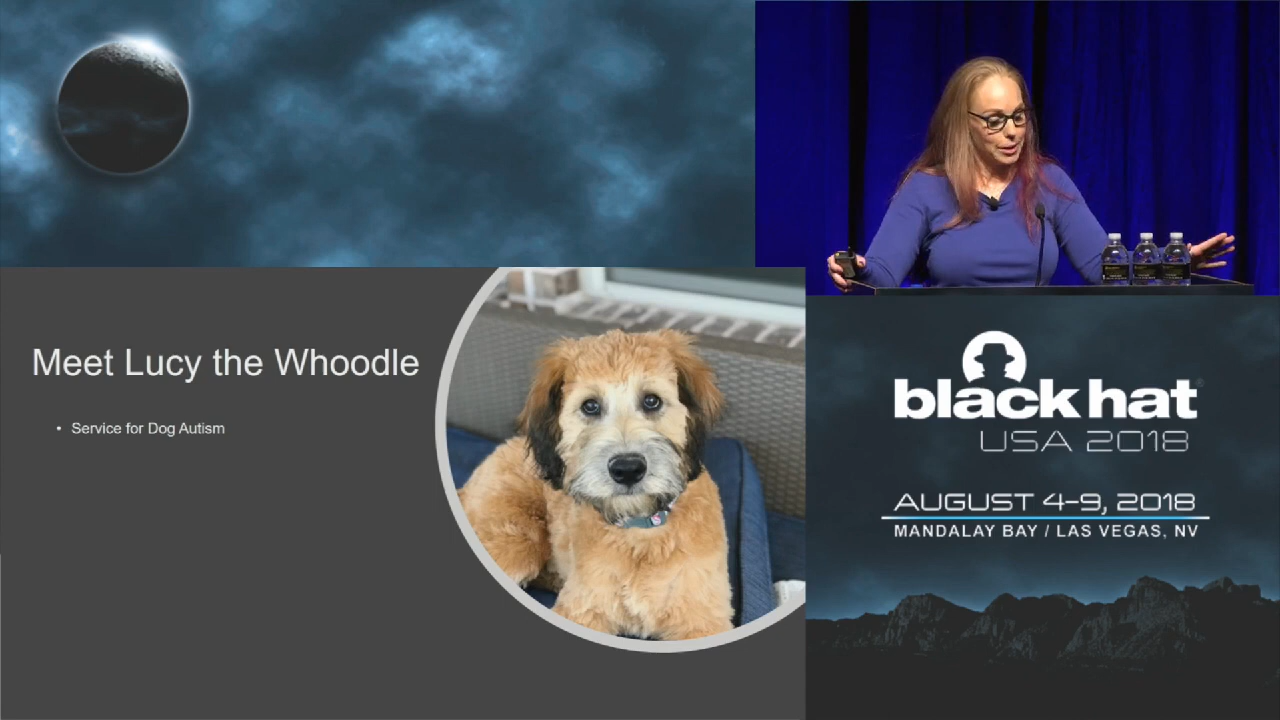 Meet Lucy the Whoodle
• Service for Dog Autism
black hat
USA 2018
AUGUST 4-9, 2018
MANDALAY BAY / LAS VEGAS, NV